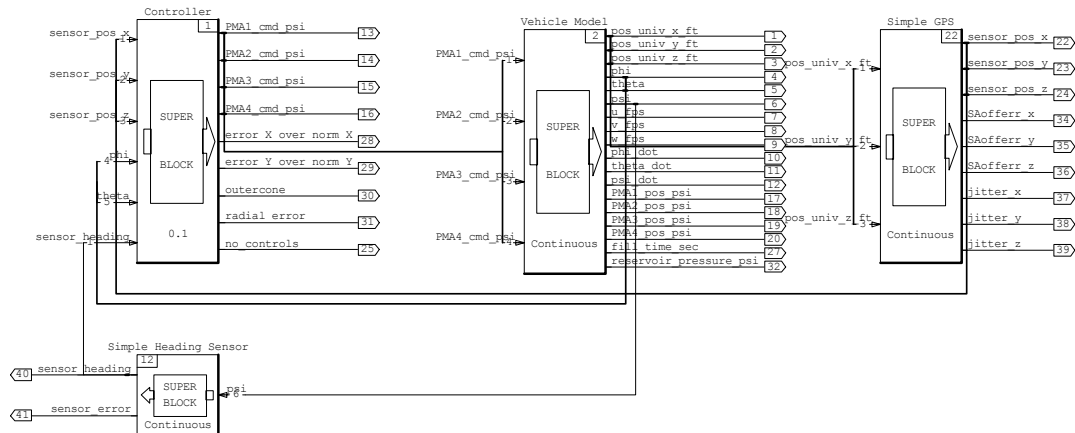 Controller
1
sensor_pos_x
1
sensor_pos_y
2
sensor_pos_z
3
phi
4
theta
5
sensor_heading
1
SUPER
BLOCK
0.1
PMA1_cmd_psi
13
PMA2_cmd_psi
14
PMA3_cmd_psi
15
PMA4_cmd_psi
16
error X over norm X
28
error Y over norm Y
29
outercone
30
radial error
31
no_controls
25
Vehicle Model
2
PMA1_cmd_psi
1
PMA2_cmd_psi
2
PMA3_cmd_psi
3
PMA4_cmd_psi
4
SUPER
BLOCK
Continuous
pos_univ_x_ft
1
pos_univ_y_ft
2
pos_univ_z_ft
3
phi
4
theta
5
psi
6
u_fps
7
v_fps
8
w_fps
9
phi_dot
10
theta_dot
11
psi_dot
12
PMA1_pos_psi
17
PMA2_pos_psi
18
PMA3_pos_psi
19
PMA4_pos_psi
20
fill_time_sec
27
reservoir_pressure_psi
32
Simple GPS
22
pos_univ_x_ft
1
pos_univ_y_ft
2
pos_univ_z_ft
3
SUPER
BLOCK
Continuous
sensor_pos_x
22
sensor_pos_y
23
sensor_pos_z
24
SAofferr_x
34
SAofferr_y
35
SAofferr_z
36
jitter_x
37
jitter_y
38
jitter_z
39
Simple Heading Sensor
12
40
sensor_heading
41
sensor_error
SUPER
BLOCK
Continuous
psi
6